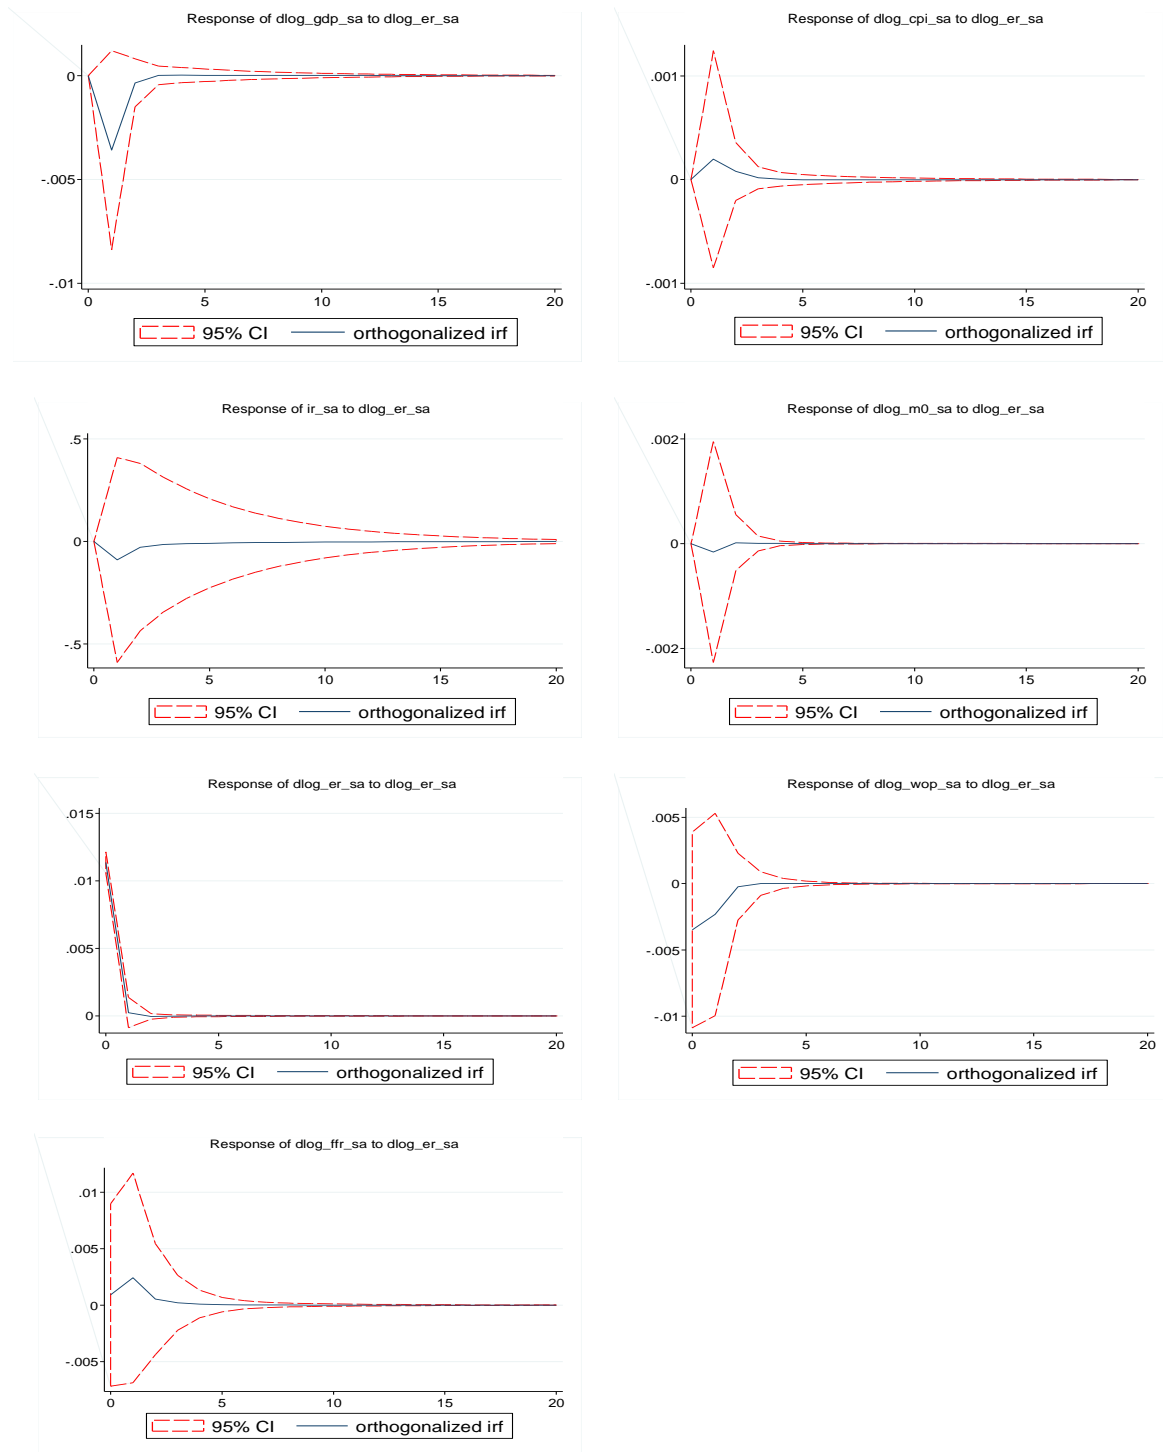 Response of dlog_gdp_sa to dlog_er_sa
0
-.005
-.01
0 5 10 15 20
95% CI orthogonalized irf
Response of dlog_cpi_sa to dlog_er_sa
0.001
0
-0.001
0 5 10 15 20
95% CI orthogonalized irf
Response of ir_sa to dlog_er_sa
.5
0
-.5
0 5 10 15 20
95% CI orthogonalized irf
Response of dlog_m0_sa to dlog_er_sa
.002
0
-.002
0 5 10 15 20
95% CI orthogonalized irf
Response of dlog_er_sa to dlog_er_sa
.015
.01
.005
0
0 5 10 15 20
95% CI orthogonalized irf
Response of dlog_wop_sa to dlog_er_sa
.005
0
-.005
-.01
0 5 10 15 20
95% CI orthogonalized irf
Response of dlog_ffr_sa to dlog_er_sa
.01
.005
0
-.005
0 5 10 15 20
95% CI orthogonalized irf